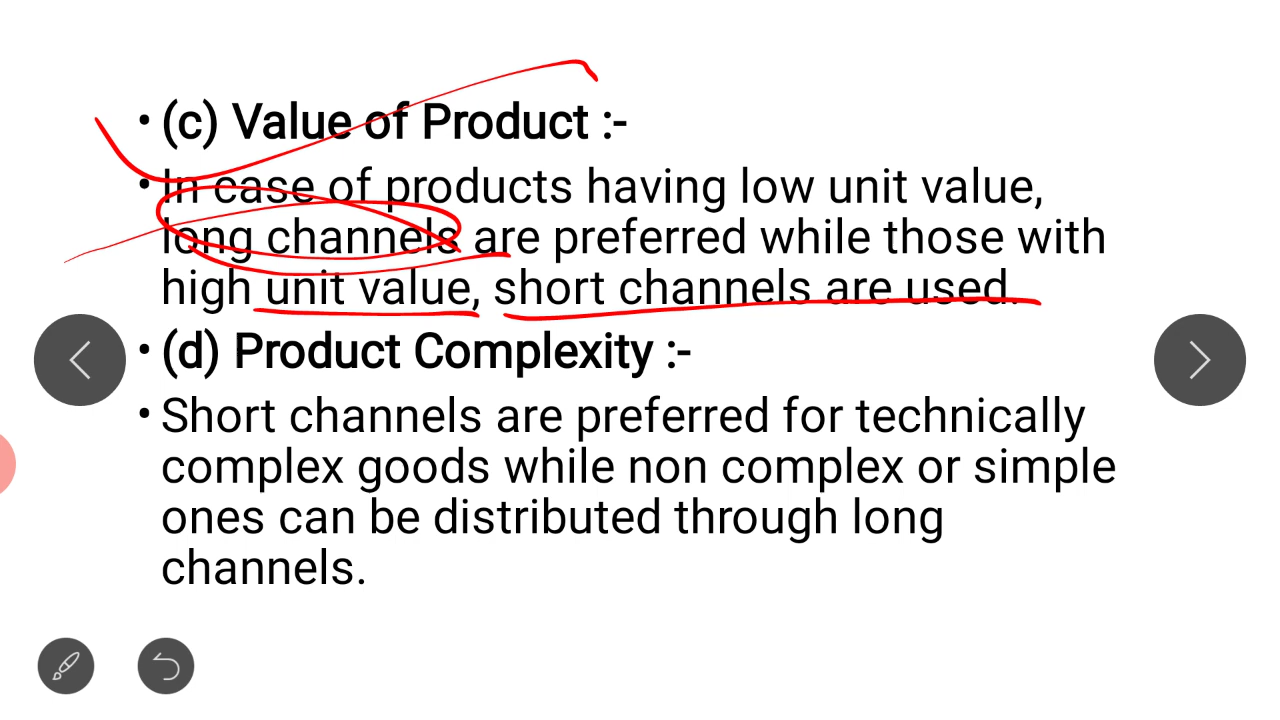 • (c) Value of Product :-
• In case of products having low unit value,
long channels are preferred while those with
high unit value, short channels are used.
• (d) Product Complexity :-
• Short channels are preferred for technically
complex goods while non complex or simple
ones can be distributed through long
channels.